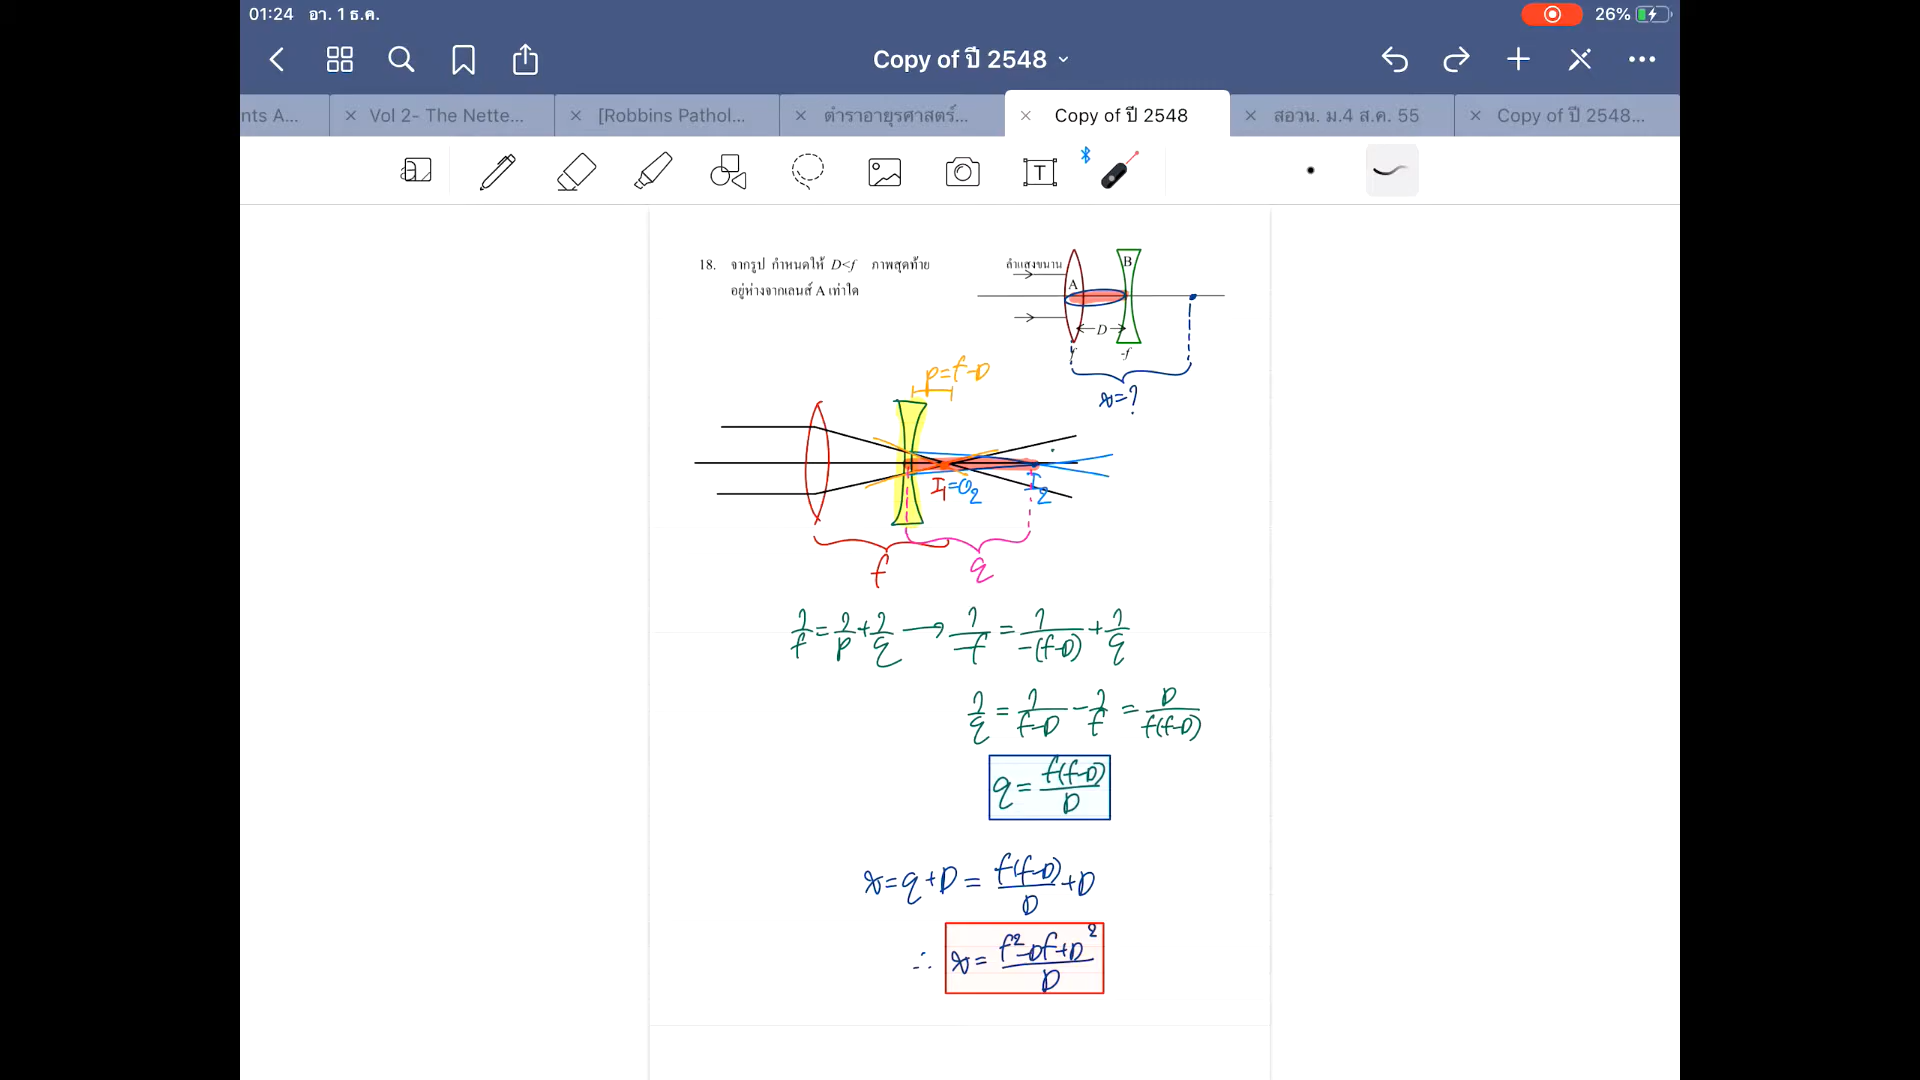 01:24 อา. 1 ธ.ค.
26%
Copy of ปี 2548
nts A...
Vol 2- The Nette...
[Robbins Pathol...
ตำราอายุรศาสตร์...
Copy of ปี 2548
สอวน. ม.4 ส.ค. 55
Copy of ปี 2548...
18. จากรูป กำหนดให้ D<f ภาพสุดท้าย
อยู่ห่างจากเลนส์ A เท่าใด
ลำแสงขนาน
A
B
D
f
-f
x=?
p=f-D
I₁=O₂
I₂
f
q
1/f = 1/p + 1/q → 1/-f = 1/-(f-D) + 1/q
1/q = 1/(f-D) - 1/f = D/f(f-D)
q = f(f-D)/D
x = q+D = f(f-D)/D + D
∴ x = (f²-Df+D²)/D